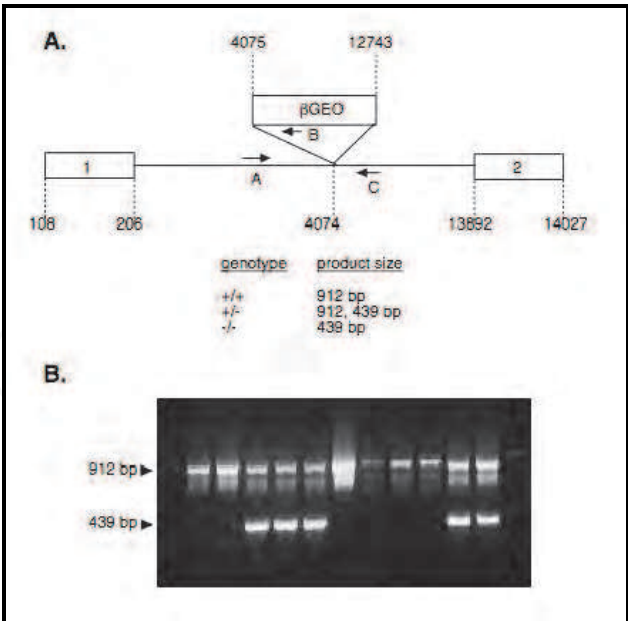 A.
4075 12743
βGEO
B
1 2
A C
108 206 4074 13892 14027
genotype product size
+/+ 912 bp
+/- 912, 439 bp
-/- 439 bp
B.
912 bp
439 bp